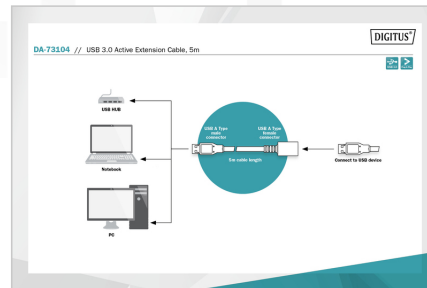 DIGITUS®
DA-73104 // USB 3.0 Active Extension Cable, 5m
USB HUB
USB A Type
male
connector
USB A Type
female
connector
5m cable length
Connect to USB device
Notebook
PC